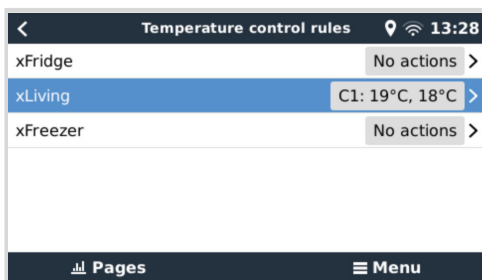 Temperature control rules 13:28
xFridge No actions
xLiving C1: 19°C, 18°C
xFreezer No actions
Pages Menu